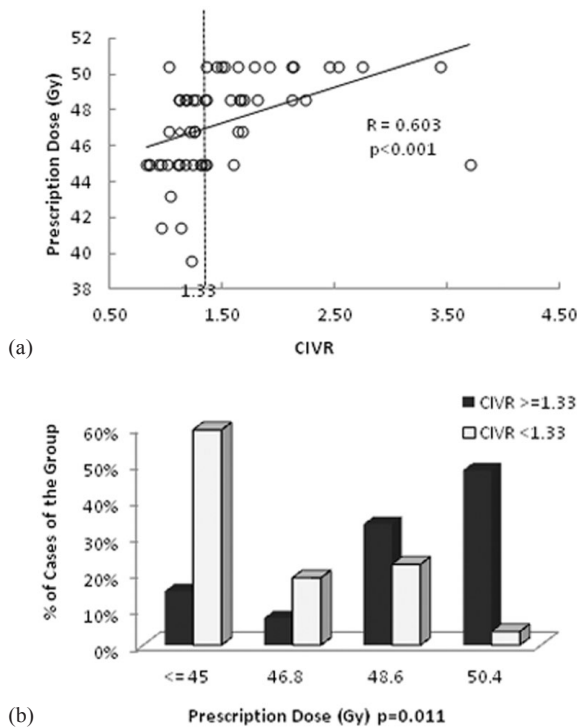 52
50
48
46
44
42
40
38
Prescription Dose (Gy)
R = 0.603
p<0.001
1.33
0.50
1.50
2.50
3.50
4.50
CIVR
(a)
CIVR >=1.33
CIVR <1.33
60%
50%
40%
30%
20%
10%
0%
% of Cases of the Group
<=45
46.8
48.6
50.4
Prescription Dose (Gy) p=0.011
(b)